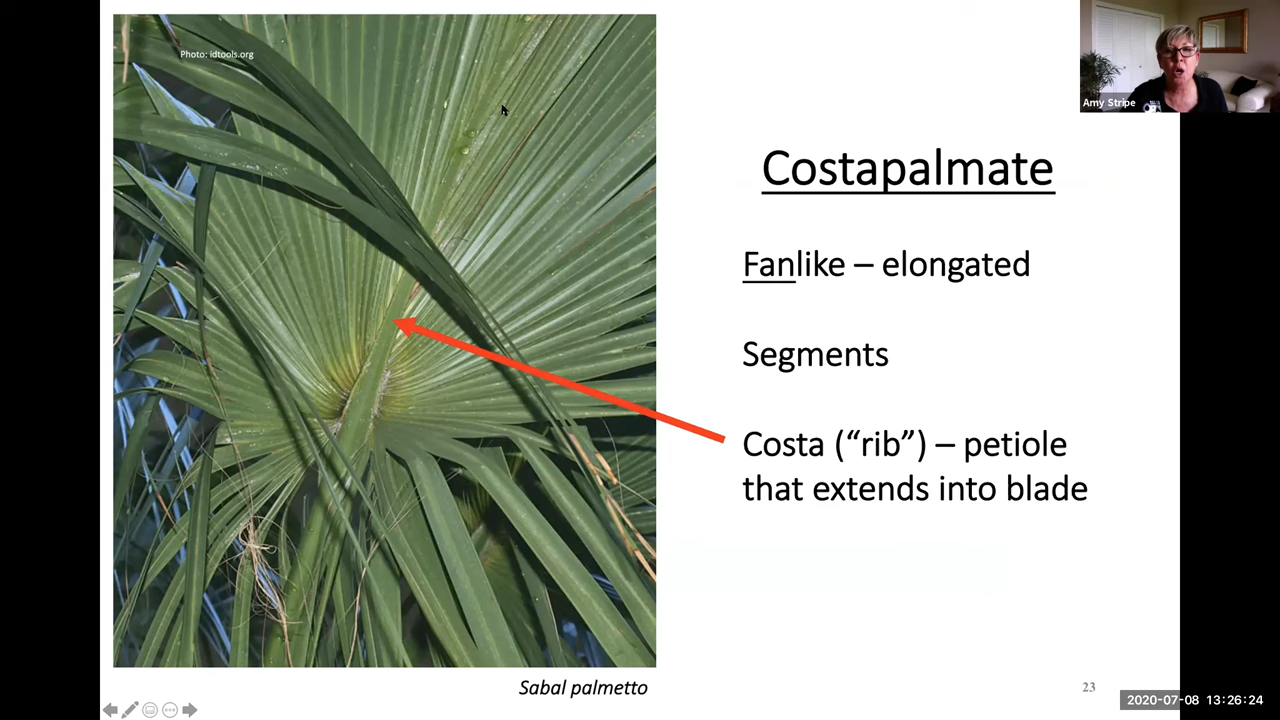 Photo: idtools.org
Amy Stripe
Costapalmate
Fanlike – elongated
Segments
Costa (“rib”) – petiole
that extends into blade
Sabal palmetto
23
2020-07-08 13:26:24